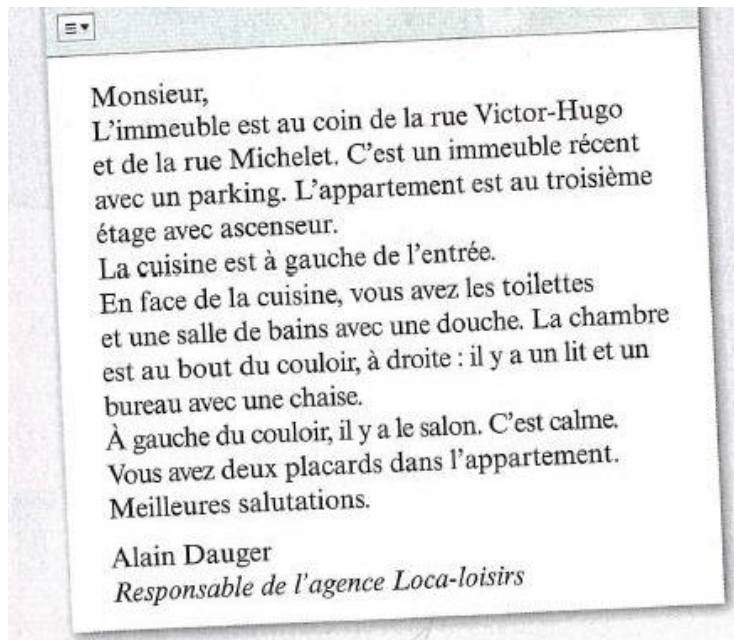 Monsieur,
L'immeuble est au coin de la rue Victor-Hugo
et de la rue Michelet. C'est un immeuble récent
avec un parking. L'appartement est au troisième
étage avec ascenseur.
La cuisine est à gauche de l'entrée.
En face de la cuisine, vous avez les toilettes
et une salle de bains avec une douche. La chambre
est au bout du couloir, à droite : il y a un lit et un
bureau avec une chaise.
À gauche du couloir, il y a le salon. C'est calme.
Vous avez deux placards dans l'appartement.
Meilleures salutations.
Alain Dauger
Responsable de l'agence Loca-loisirs